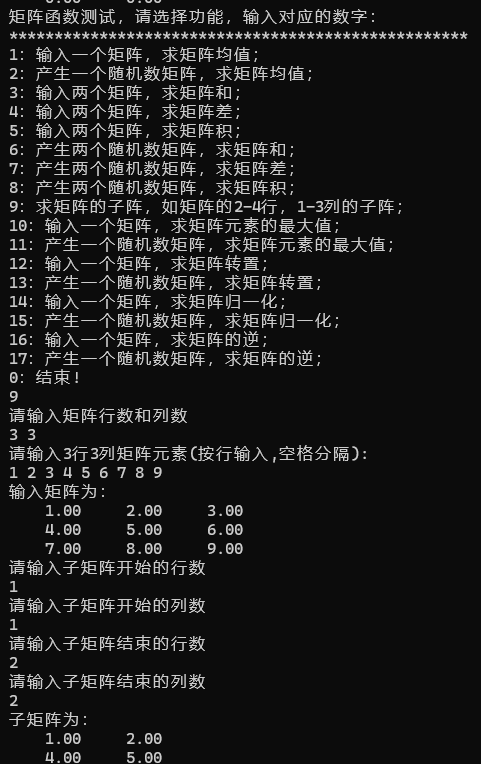 矩阵函数测试，请选择功能，输入对应的数字：
***************************************************
1：输入一个矩阵，求矩阵均值；
2：产生一个随机数矩阵，求矩阵均值；
3：输入两个矩阵，求矩阵和；
4：输入两个矩阵，求矩阵差；
5：输入两个矩阵，求矩阵积；
6：产生两个随机数矩阵，求矩阵和；
7：产生两个随机数矩阵，求矩阵差；
8：产生两个随机数矩阵，求矩阵积；
9：求矩阵的子阵，如矩阵的2-4行，1-3列的子阵；
10：输入一个矩阵，求矩阵元素的最大值；
11：产生一个随机数矩阵，求矩阵元素的最大值；
12：输入一个矩阵，求矩阵转置；
13：产生一个随机数矩阵，求矩阵转置；
14：输入一个矩阵，求矩阵归一化；
15：产生一个随机数矩阵，求矩阵归一化；
16：输入一个矩阵，求矩阵的逆；
17：产生一个随机数矩阵，求矩阵的逆；
0：结束！
9
请输入矩阵行数和列数
3 3
请输入3行3列矩阵元素(按行输入,空格分隔)：
1 2 3 4 5 6 7 8 9
输入矩阵为：
1.00 2.00 3.00
4.00 5.00 6.00
7.00 8.00 9.00
请输入子矩阵开始的行数
1
请输入子矩阵开始的列数
1
请输入子矩阵结束的行数
2
请输入子矩阵结束的列数
2
子矩阵为：
1.00 2.00
4.00 5.00